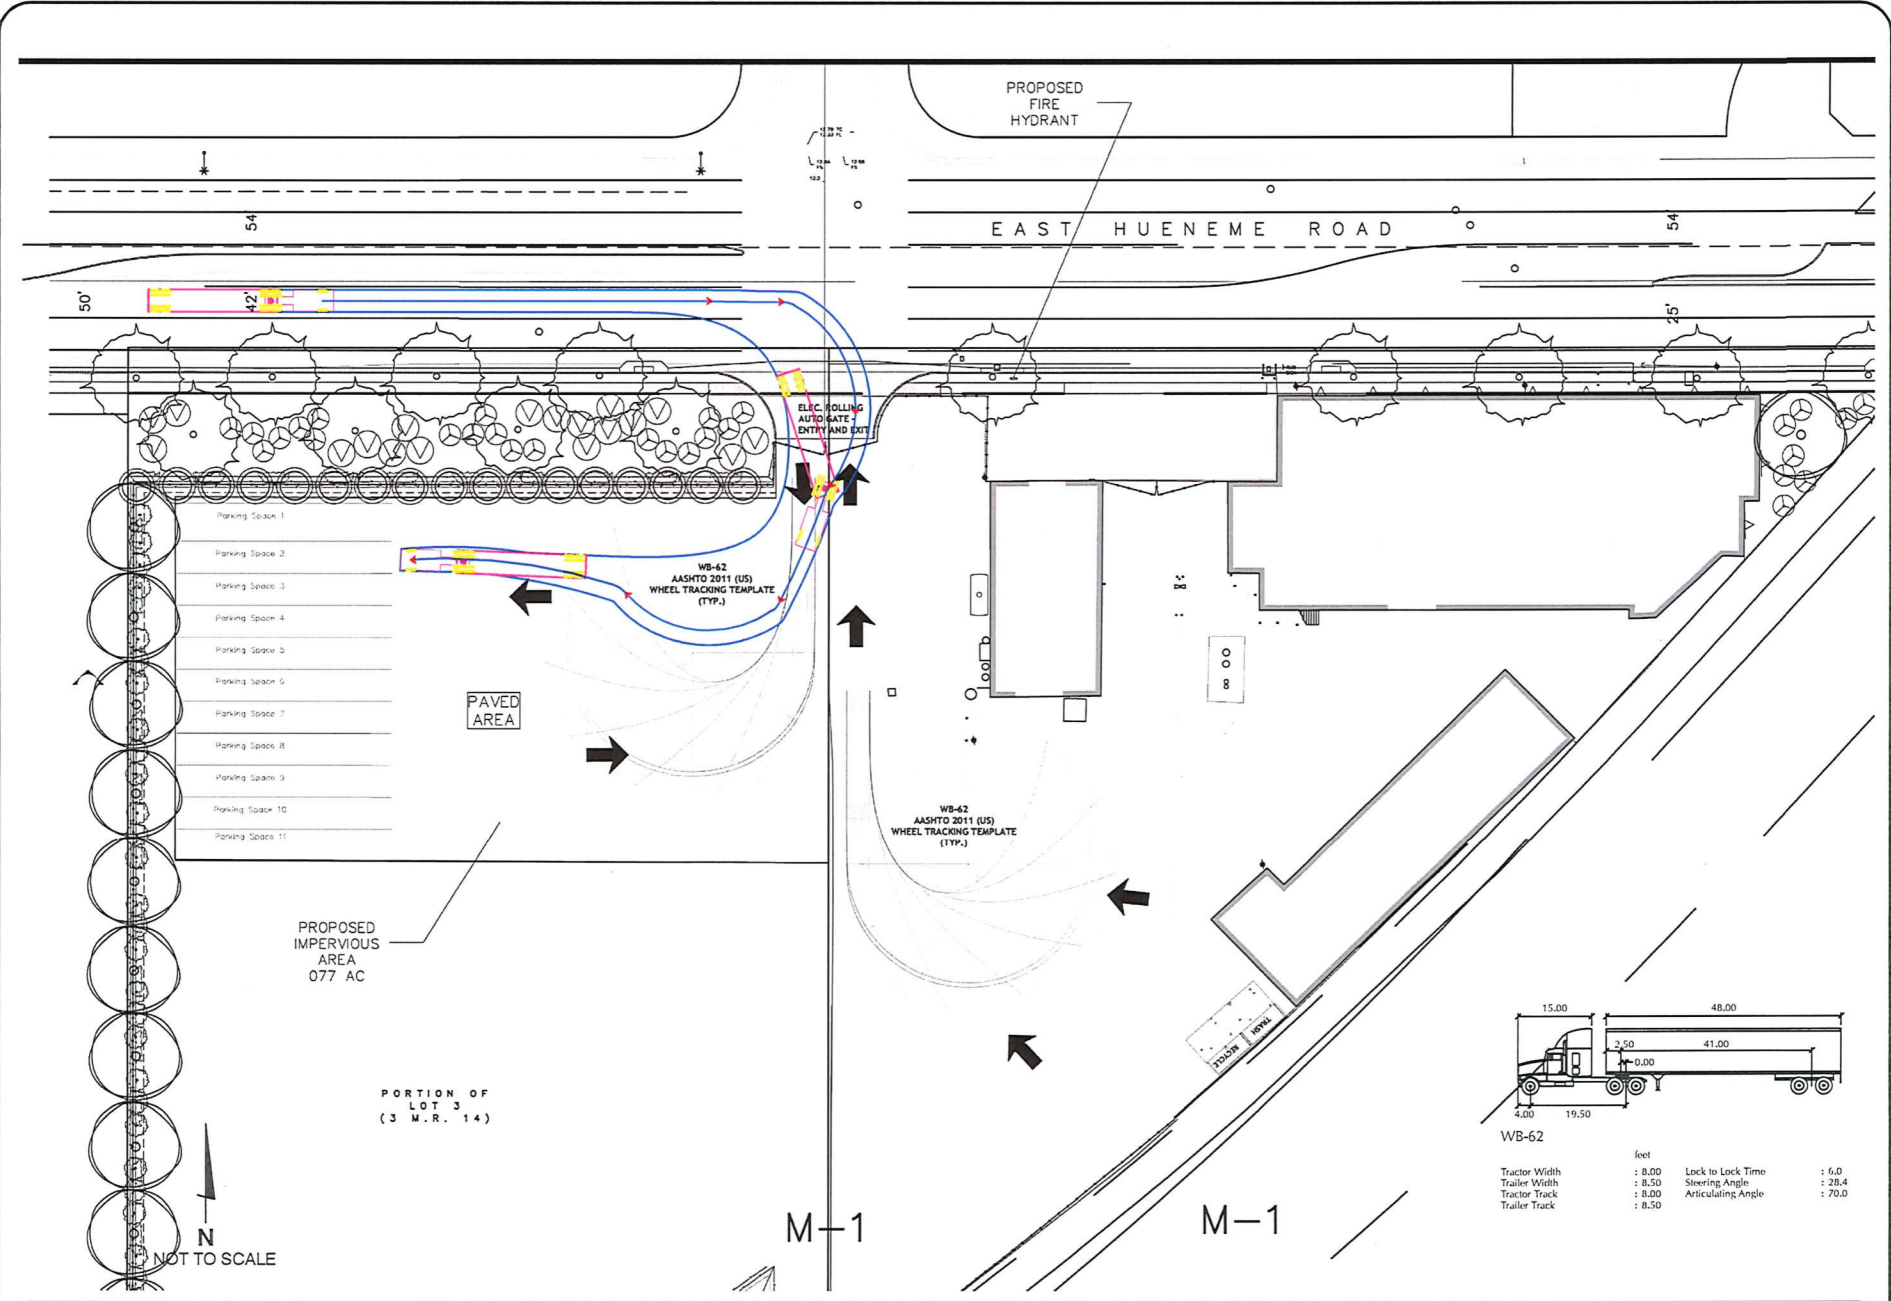 PROPOSED
FIRE
HYDRANT
54'
EAST HUENEME ROAD
54'
50'
42'
25'
ELEC. ROLLING
AUTO GATE -
ENTRY AND EXIT
Parking Space 1
Parking Space 2
Parking Space 3
Parking Space 4
Parking Space 5
Parking Space 6
Parking Space 7
Parking Space 8
Parking Space 9
Parking Space 10
Parking Space 11
WB-62
AASHTO 2011 (US)
WHEEL TRACKING TEMPLATE
(TYP.)
PAVED
AREA
WB-62
AASHTO 2011 (US)
WHEEL TRACKING TEMPLATE
(TYP.)
PROPOSED
IMPERVIOUS
AREA
077 AC
TRASH
RECYCLE
PORTION OF
LOT 3
(3 M.R. 14)
N
NOT TO SCALE
M-1
M-1
15.00
48.00
2.50
41.00
0.00
4.00
19.50
WB-62
feet
Tractor Width : 8.00 Lock to Lock Time : 6.0
Trailer Width : 8.50 Steering Angle : 28.4
Tractor Track : 8.00 Articulating Angle : 70.0
Trailer Track : 8.50